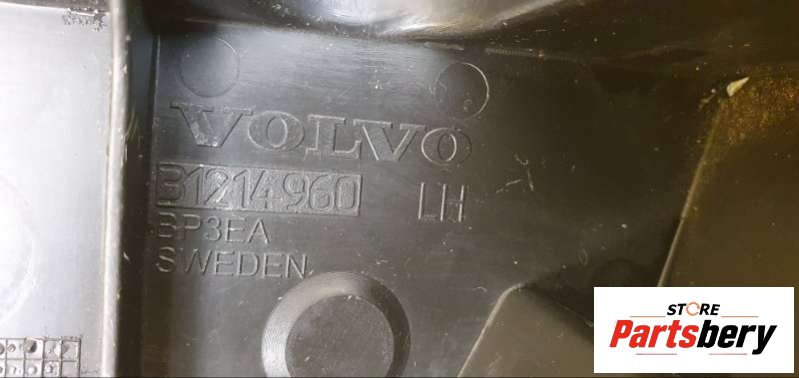 VOLVO
31214960 LH
BP3EA
SWEDEN
STORE
Partsbery